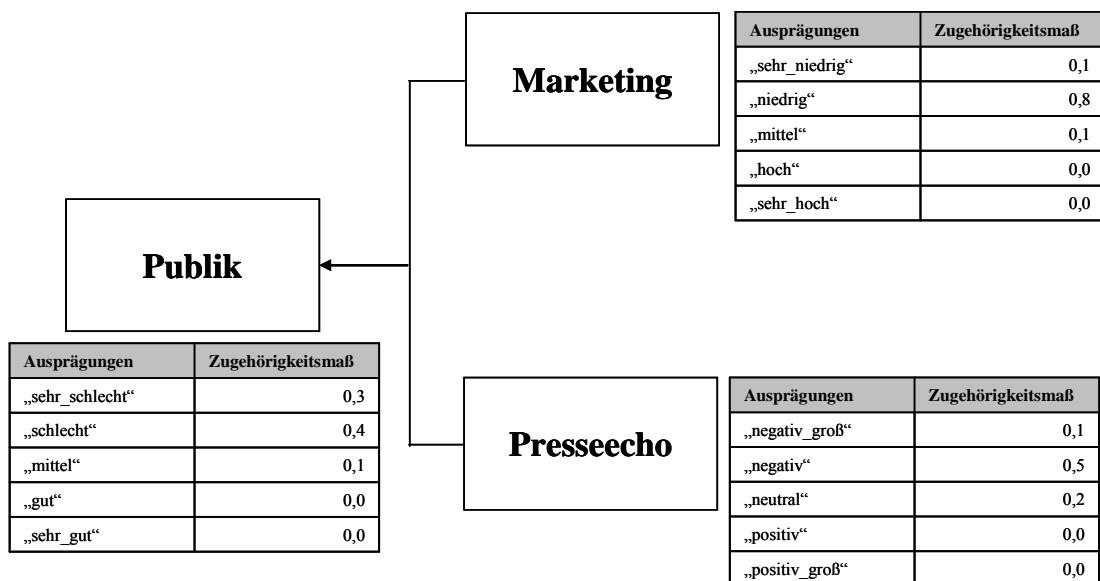 Marketing
Ausprägungen Zugehörigkeitsmaß
„sehr_niedrig“ 0,1
„niedrig“ 0,8
„mittel“ 0,1
„hoch“ 0,0
„sehr_hoch“ 0,0
Publik
Ausprägungen Zugehörigkeitsmaß
„sehr_schlecht“ 0,3
„schlecht“ 0,4
„mittel“ 0,1
„gut“ 0,0
„sehr_gut“ 0,0
Presseecho
Ausprägungen Zugehörigkeitsmaß
„negativ_groß“ 0,1
„negativ“ 0,5
„neutral“ 0,2
„positiv“ 0,0
„positiv_groß“ 0,0